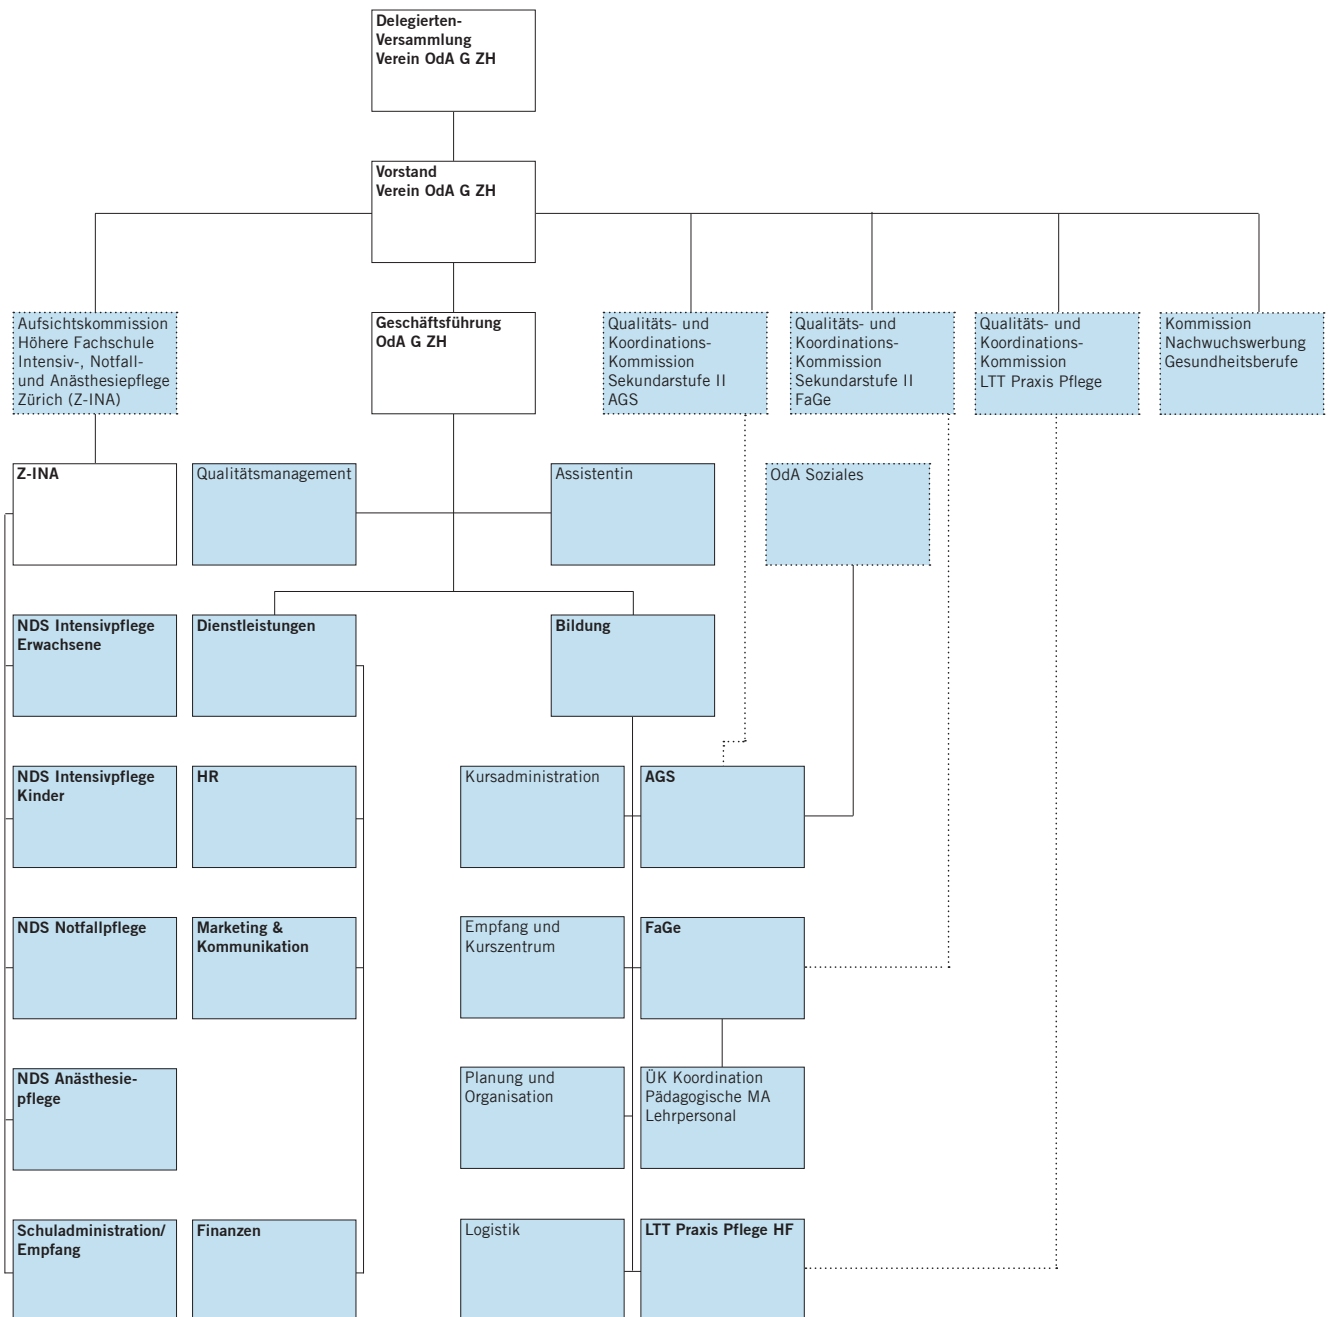 Delegierten-
Versammlung
Verein OdA G ZH
Vorstand
Verein OdA G ZH
Aufsichtskommission
Höhere Fachschule
Intensiv-, Notfall-
und Anästhesiepflege
Zürich (Z-INA)
Geschäftsführung
OdA G ZH
Qualitäts- und
Koordinations-
Kommission
Sekundarstufe II
AGS
Qualitäts- und
Koordinations-
Kommission
Sekundarstufe II
FaGe
Qualitäts- und
Koordinations-
Kommission
LTT Praxis Pflege
Kommission
Nachwuchswerbung
Gesundheitsberufe
Z-INA
Qualitätsmanagement
Assistentin
OdA Soziales
NDS Intensivpflege
Erwachsene
Dienstleistungen
Bildung
NDS Intensivpflege
Kinder
HR
Kursadministration
AGS
NDS Notfallpflege
Marketing &
Kommunikation
Empfang und
Kurszentrum
FaGe
NDS Anästhesie-
pflege
Planung und
Organisation
ÜK Koordination
Pädagogische MA
Lehrpersonal
Schuladministration/
Empfang
Finanzen
Logistik
LTT Praxis Pflege HF